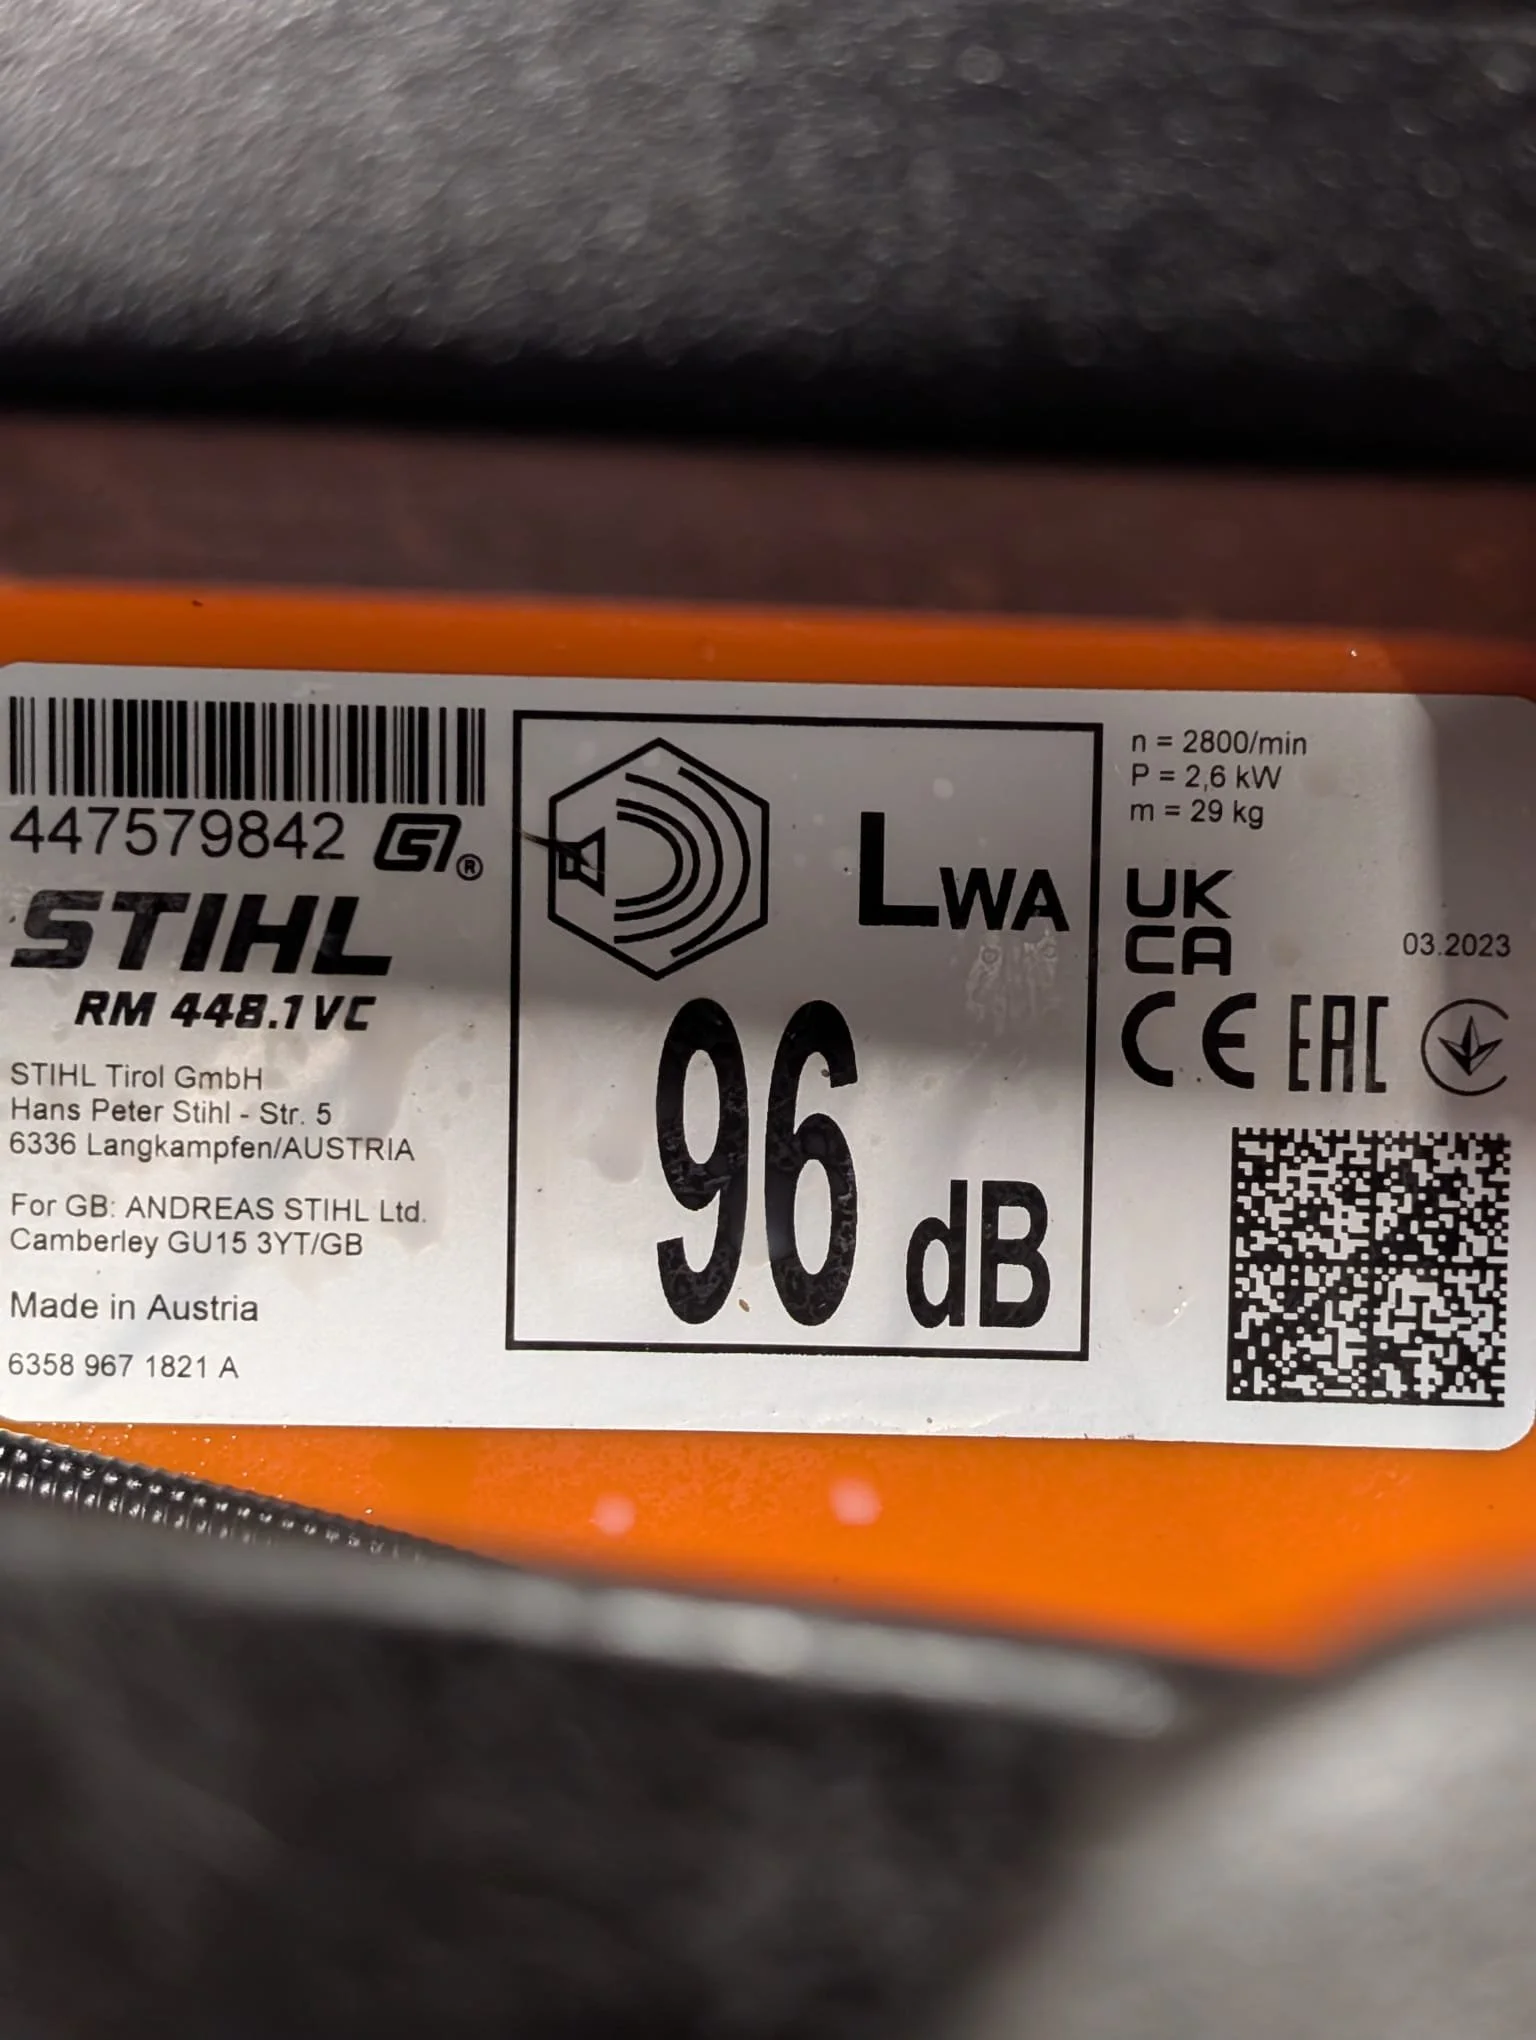 447579842 ®
STIHL
RM 448.1 VC
STIHL Tirol GmbH
Hans Peter Stihl - Str. 5
6336 Langkampfen/AUSTRIA
For GB: ANDREAS STIHL Ltd.
Camberley GU15 3YT/GB
Made in Austria
6358 967 1821 A
LWA
96 dB
n = 2800/min
P = 2,6 kW
m = 29 kg
UK
CA
03.2023
CE EAC